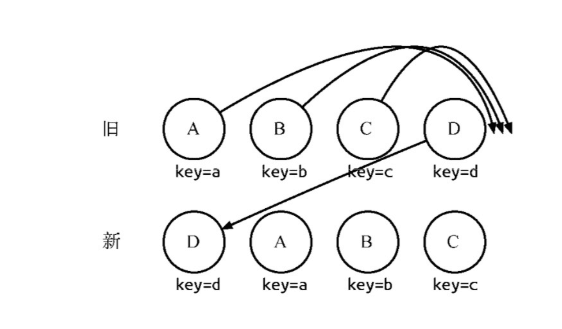 旧 A B C D
key=a key=b key=c key=d
新 D A B C
key=d key=a key=b key=c